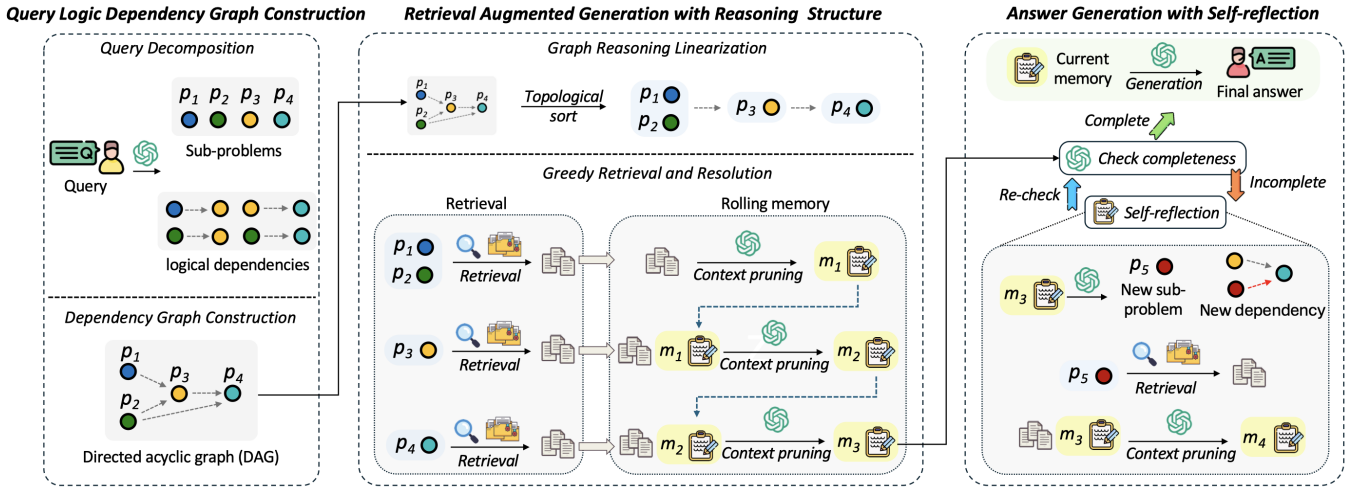 Query Logic Dependency Graph Construction
Query Decomposition
p1 p2 p3 p4
Sub-problems
Q
Query
logical dependencies
Dependency Graph Construction
p1
p3
p4
p2
Directed acyclic graph (DAG)
Retrieval Augmented Generation with Reasoning Structure
Graph Reasoning Linearization
p1
p3
p4
p2
Topological
sort
p1
p2
p3
p4
Greedy Retrieval and Resolution
Retrieval
Rolling memory
p1
p2
Retrieval
Context pruning
m1
p3
Retrieval
m1
Context pruning
m2
p4
Retrieval
m2
Context pruning
m3
Answer Generation with Self-reflection
Current
memory
Generation
A
Final answer
Complete
Check completeness
Re-check
Incomplete
Self-reflection
m3
p5
New sub-
problem
New dependency
p5
Retrieval
m3
Context pruning
m4